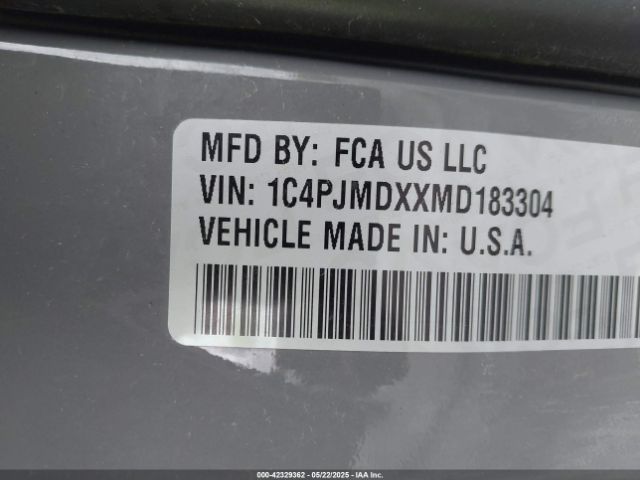 MFD BY: FCA US LLC
VIN: 1C4PJMDXXMD183304
VEHICLE MADE IN: U.S.A.
000-42329362 - 05/22/2025 - IAA Inc.